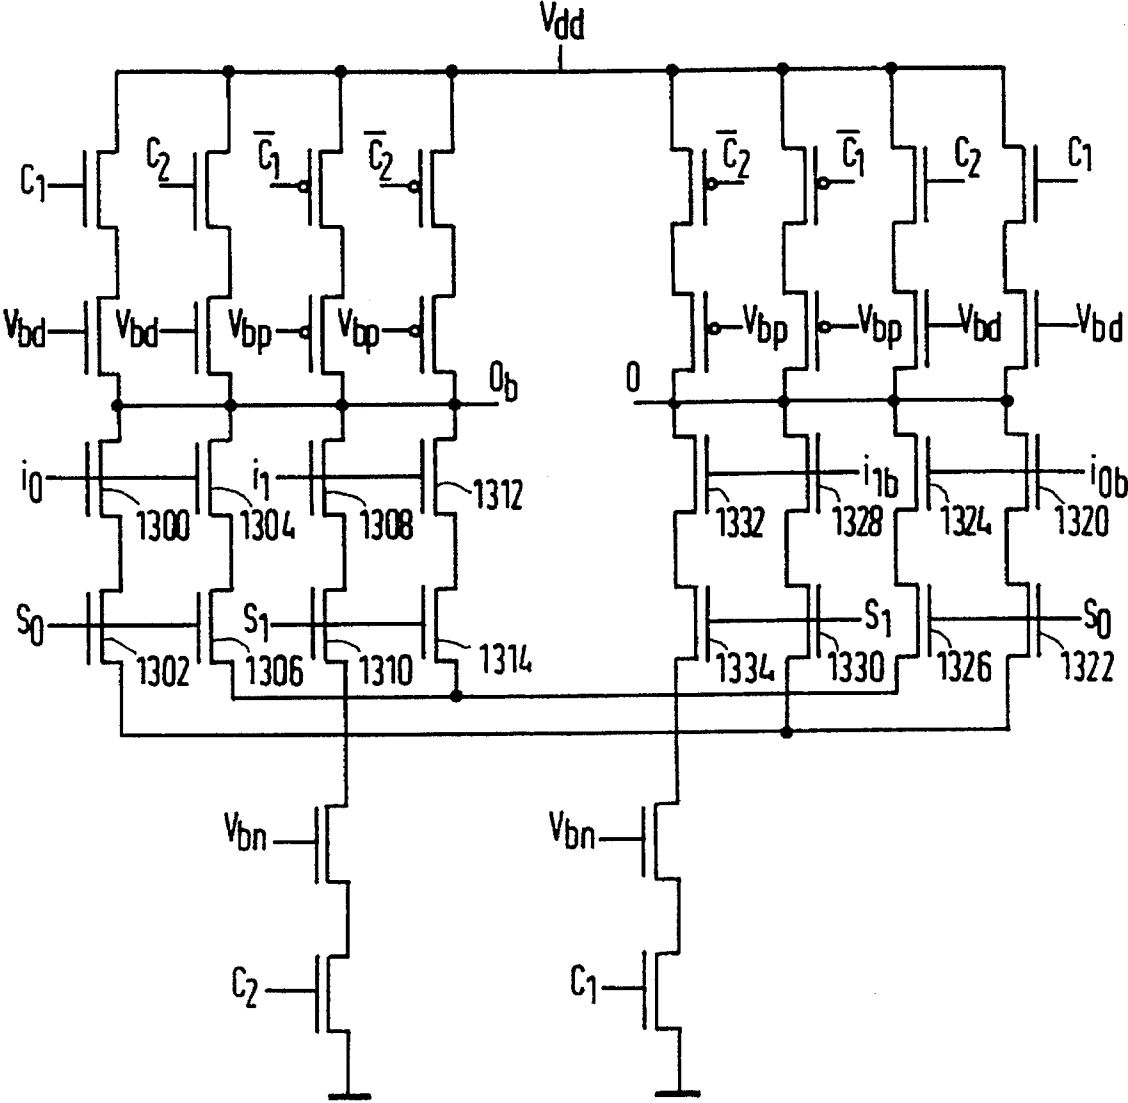 Vdd
C1 C2 C̅1 C̅2 C̅2 C̅1 C2 C1
Vbd Vbd Vbp Vbp Vbp Vbp Vbd Vbd
Ob O
i0 i1 i1b i0b
1300 1304 1308 1312 1332 1328 1324 1320
S0 S1 S1 S0
1302 1306 1310 1314 1334 1330 1326 1322
Vbn Vbn
C2 C1